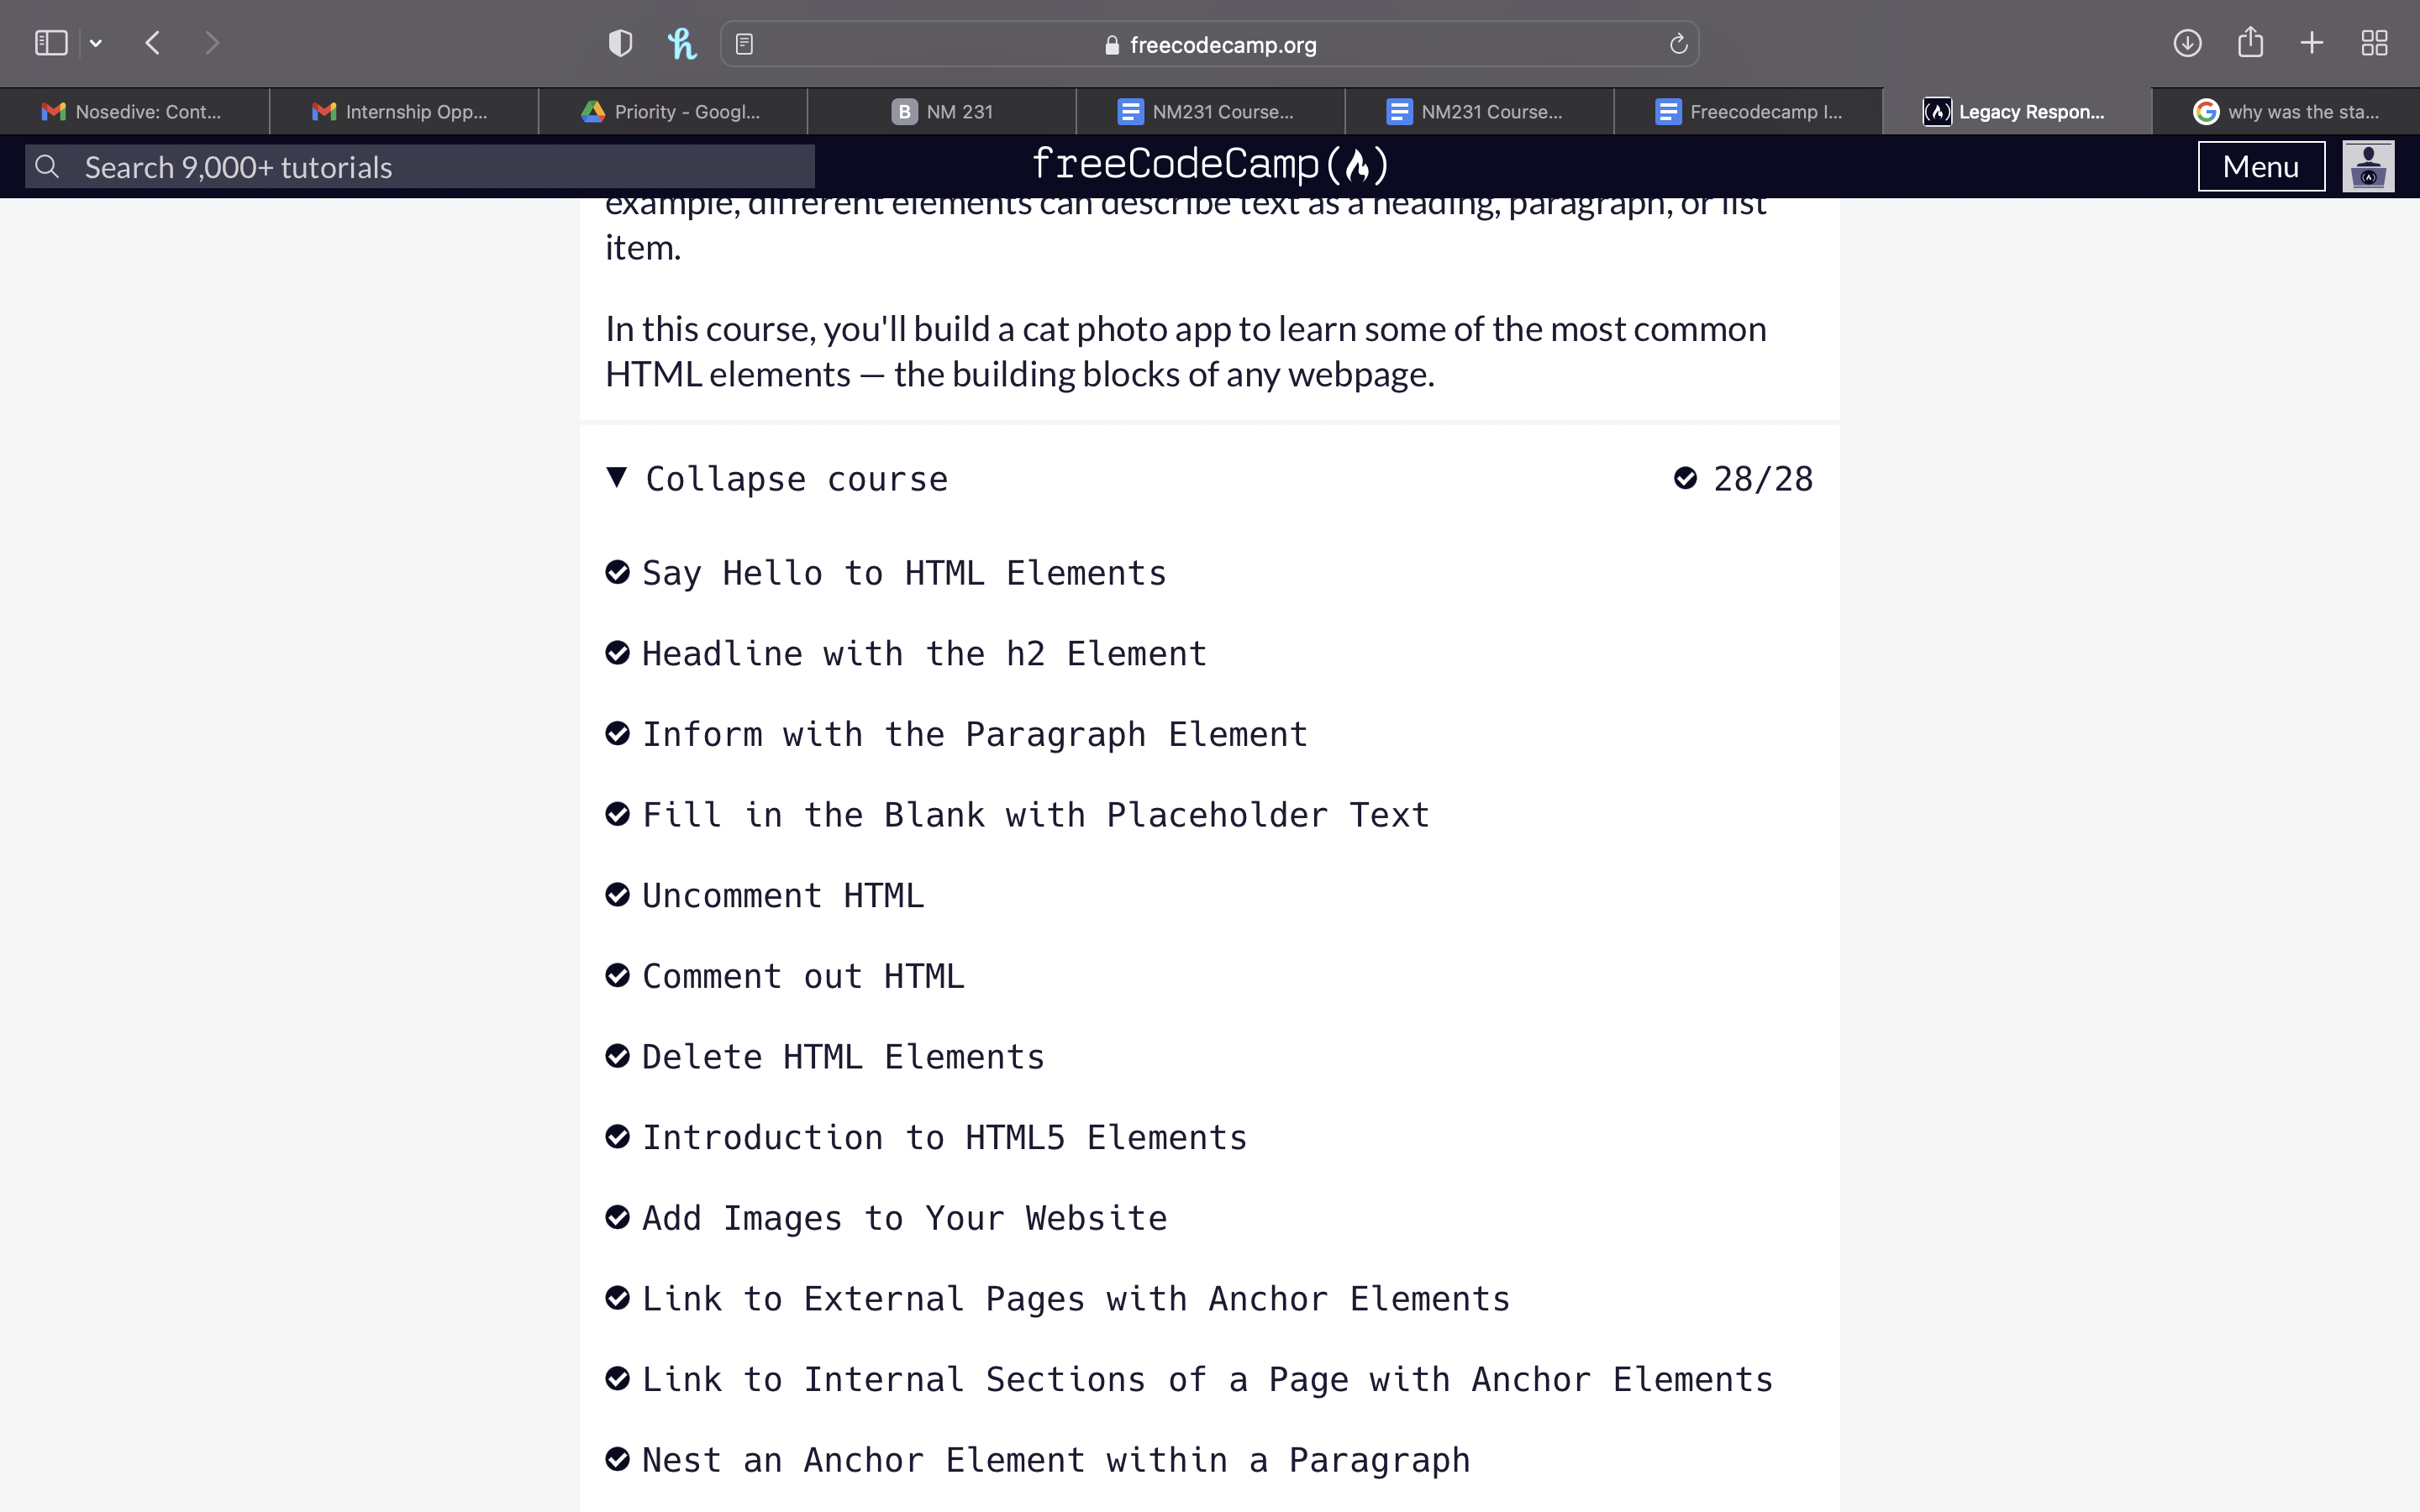 freecodecamp.org
Nosedive: Cont...
Internship Opp...
Priority - Googl...
B NM 231
NM231 Course...
NM231 Course...
Freecodecamp I...
Legacy Respon...
why was the sta...
Search 9,000+ tutorials
freeCodeCamp
Menu
example, different elements can describe text as a heading, paragraph, or list
item.
In this course, you'll build a cat photo app to learn some of the most common
HTML elements — the building blocks of any webpage.
Collapse course
28/28
Say Hello to HTML Elements
Headline with the h2 Element
Inform with the Paragraph Element
Fill in the Blank with Placeholder Text
Uncomment HTML
Comment out HTML
Delete HTML Elements
Introduction to HTML5 Elements
Add Images to Your Website
Link to External Pages with Anchor Elements
Link to Internal Sections of a Page with Anchor Elements
Nest an Anchor Element within a Paragraph